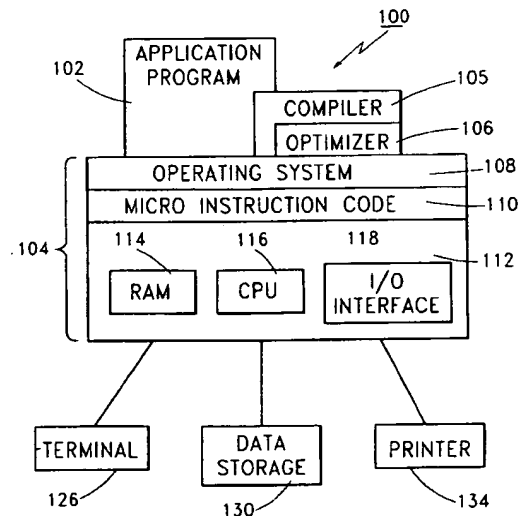 100
APPLICATION
PROGRAM
102
COMPILER
105
OPTIMIZER
106
OPERATING SYSTEM
108
MICRO INSTRUCTION CODE
110
104
114
116
118
112
RAM
CPU
I/O
INTERFACE
TERMINAL
DATA
STORAGE
PRINTER
126
130
134